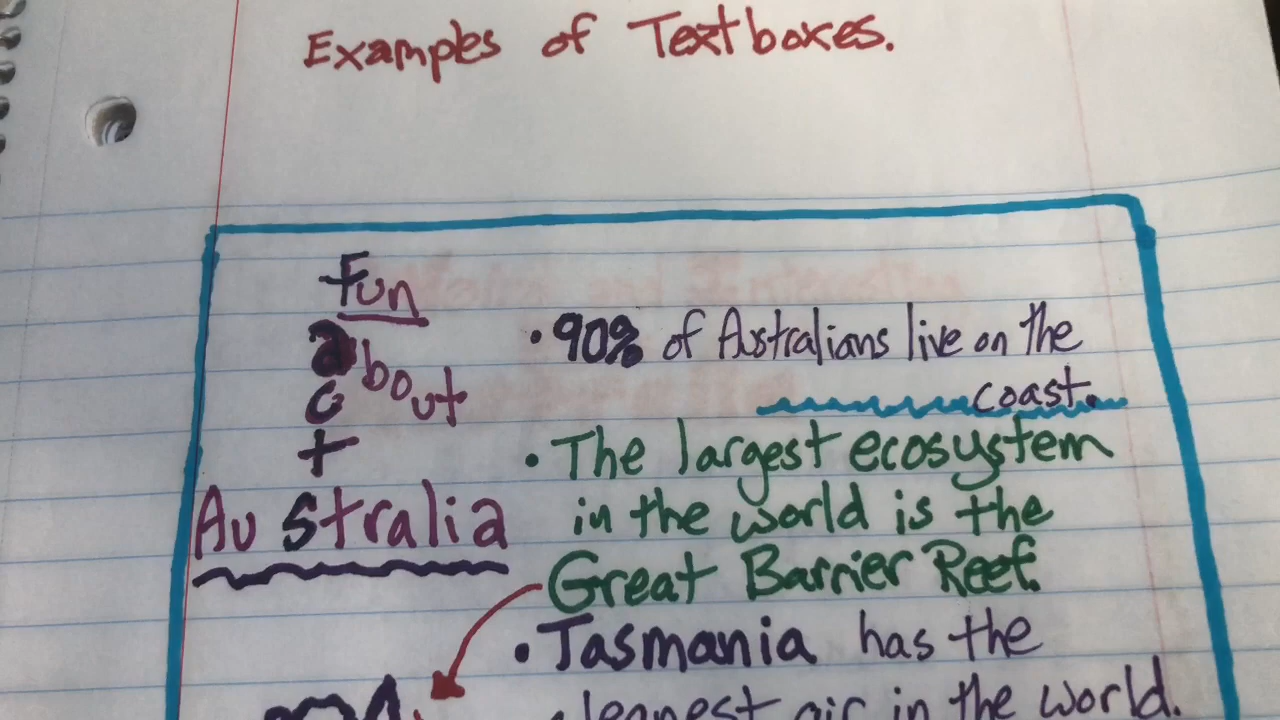 Examples of Textboxes.
Fun
about
c
t
Australia
• 90% of Australians live on the
coast.
• The largest ecosystem
in the world is the
Great Barrier Reef.
• Tasmania has the
cleanest air in the world.